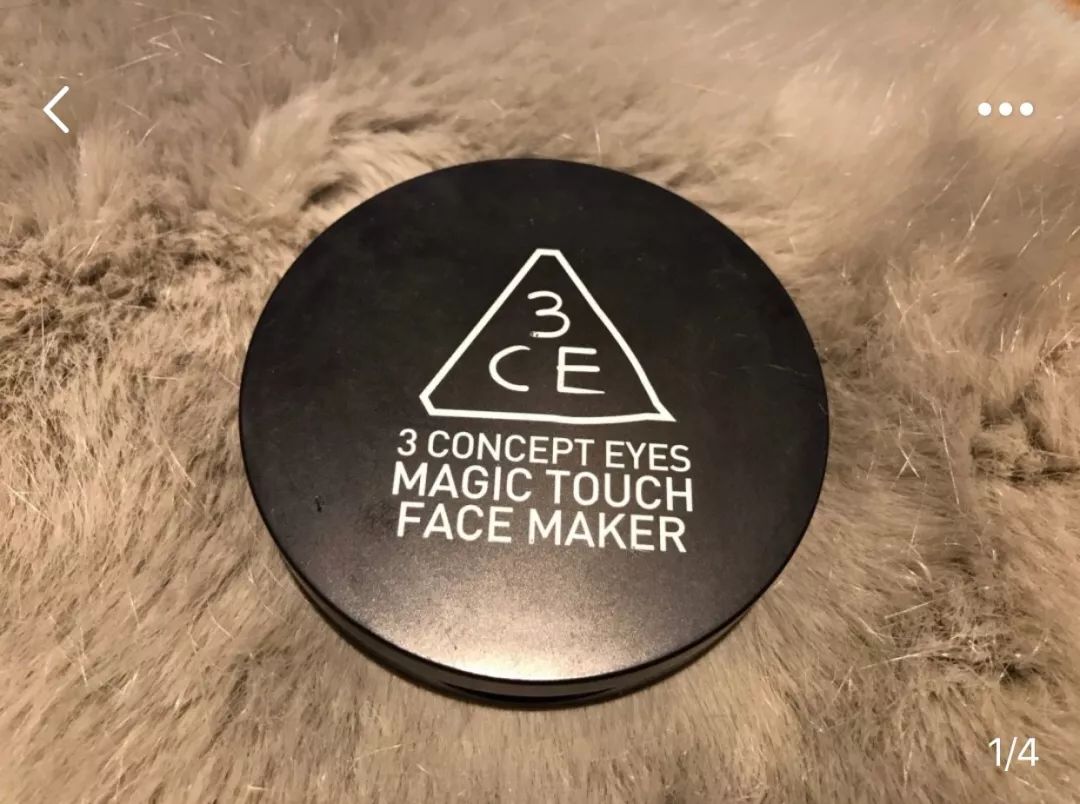 3
CE
3 CONCEPT EYES
MAGIC TOUCH
FACE MAKER
1/4